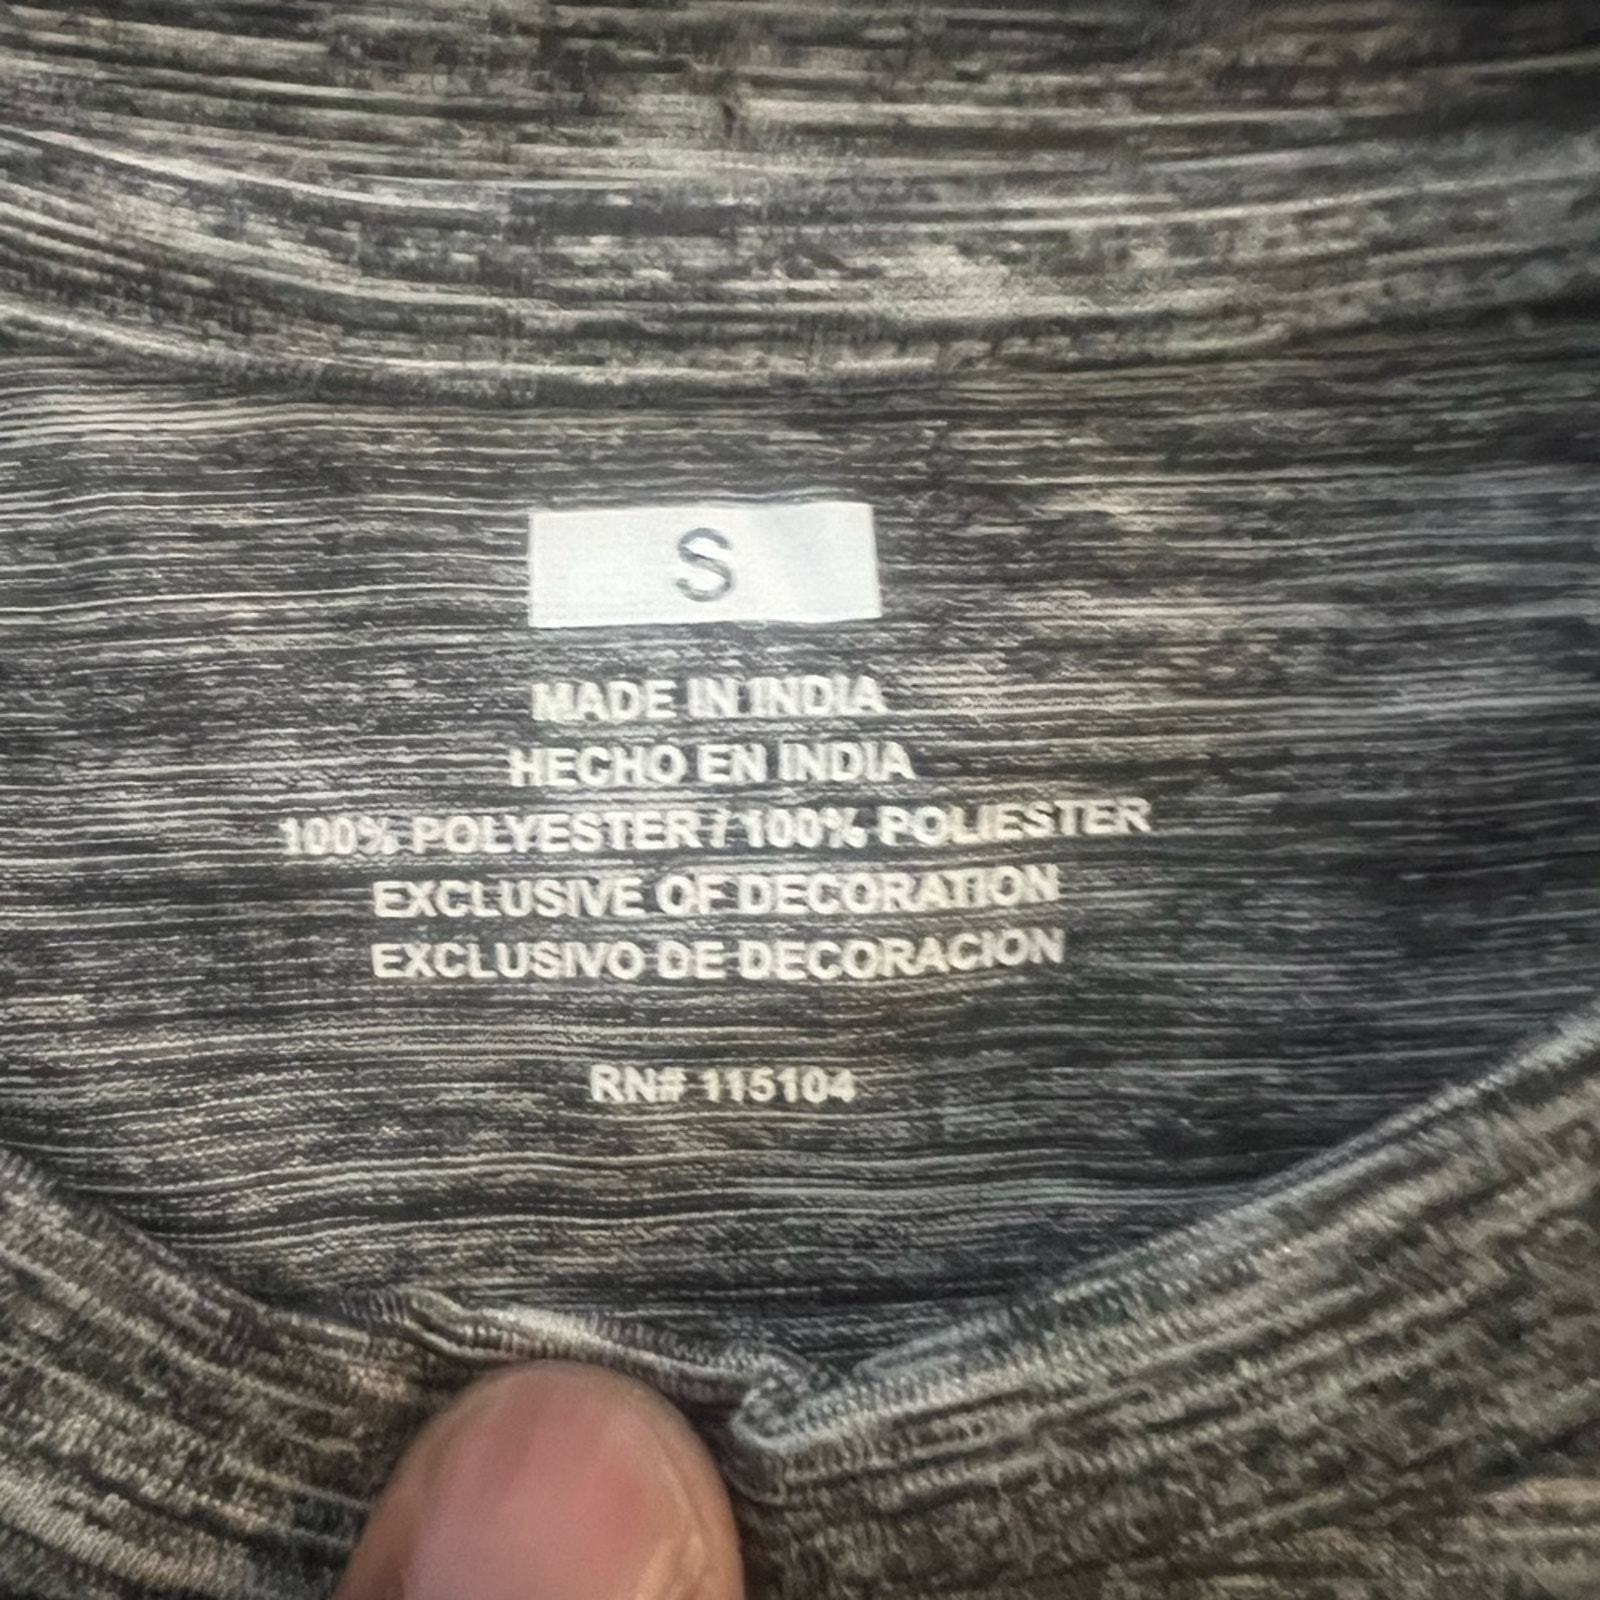 S
MADE IN INDIA
HECHO EN INDIA
100% POLYESTER / 100% POLIESTER
EXCLUSIVE OF DECORATION
EXCLUSIVO DE DECORACION
RN# 115104